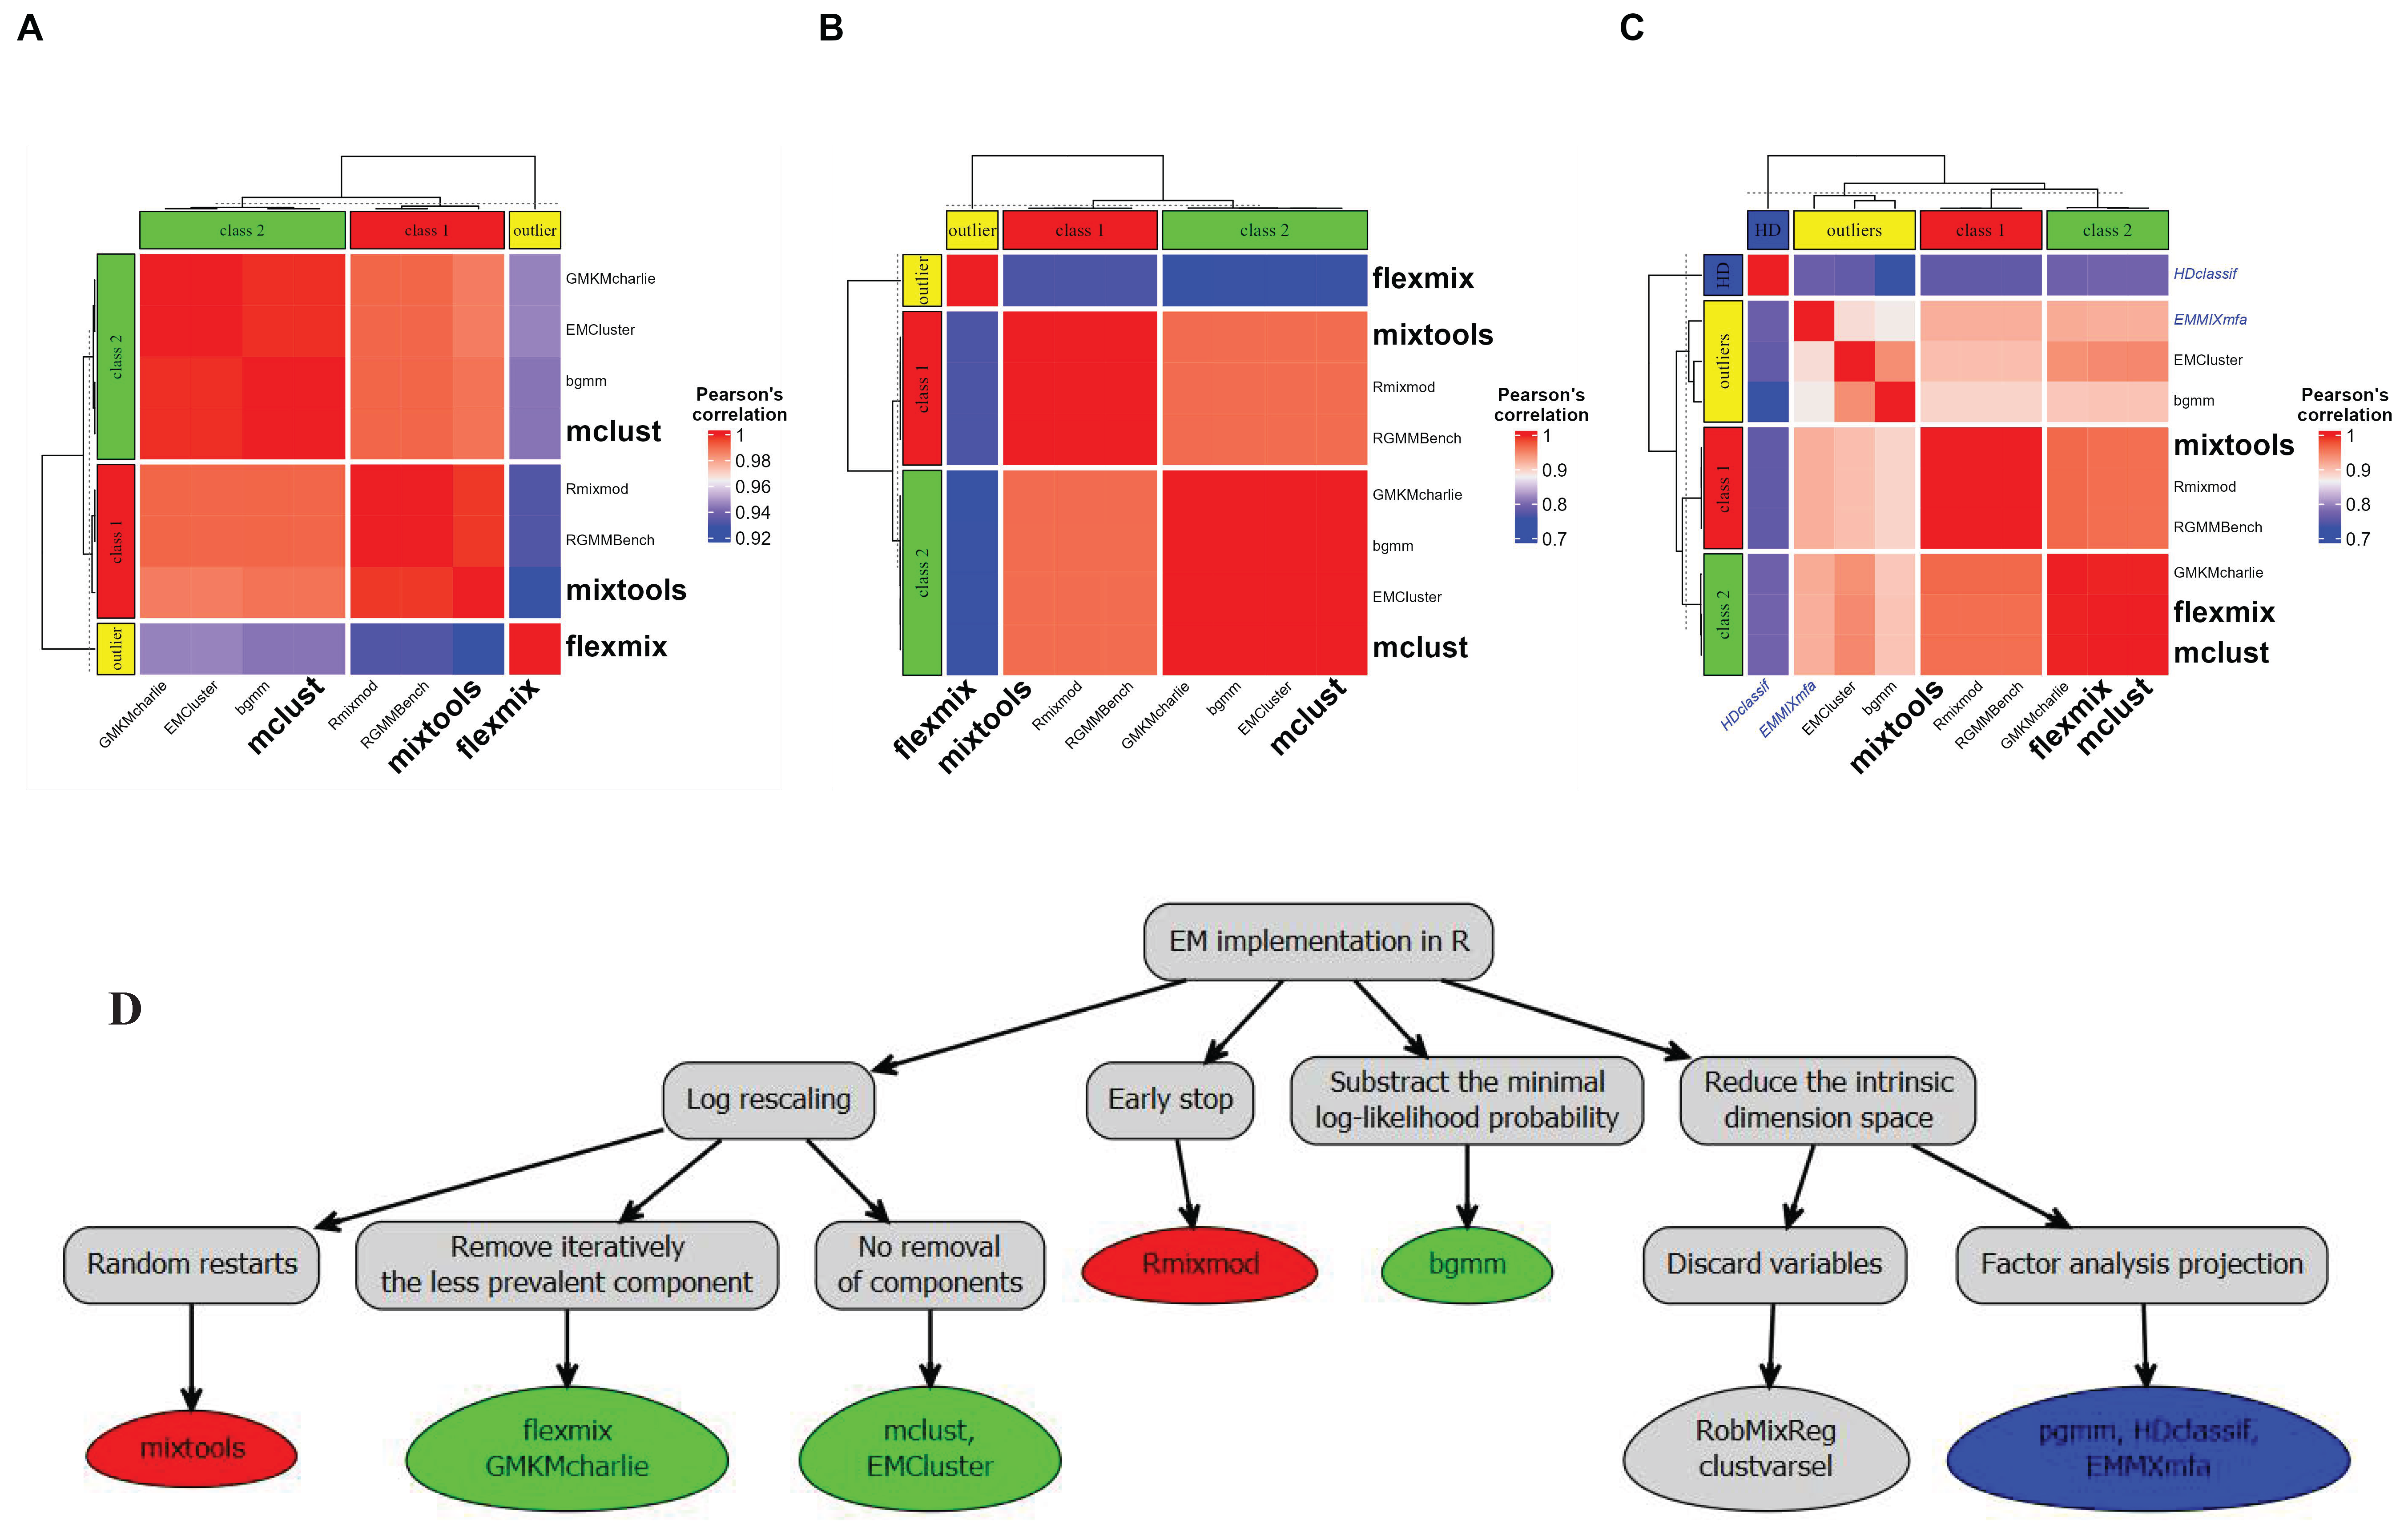 A
class 2
class 1
outlier
class 2
class 1
outlier
GMKMcharlie
EMCluster
bgmm
mclust
Rmixmod
RGMMBench
mixtools
flexmix
GMKMcharlie
EMCluster
bgmm
mclust
Rmixmod
RGMMBench
mixtools
flexmix
Pearson's
correlation
1
0.98
0.96
0.94
0.92
B
outlier
class 1
class 2
outlier
class 1
class 2
flexmix
mixtools
Rmixmod
RGMMBench
GMKMcharlie
bgmm
EMCluster
mclust
flexmix
mixtools
Rmixmod
RGMMBench
GMKMcharlie
bgmm
EMCluster
mclust
Pearson's
correlation
1
0.9
0.8
0.7
C
HD
outliers
class 1
class 2
HD
outliers
class 1
class 2
HDclassif
EMMIXmfa
EMCluster
bgmm
mixtools
Rmixmod
RGMMBench
GMKMcharlie
flexmix
mclust
HDclassif
EMMIXmfa
EMCluster
bgmm
mixtools
Rmixmod
RGMMBench
GMKMcharlie
flexmix
mclust
Pearson's
correlation
1
0.9
0.8
0.7
D
EM implementation in R
Log rescaling
Early stop
Substract the minimal
log-likelihood probability
Reduce the intrinsic
dimension space
Random restarts
Remove iteratively
the less prevalent component
No removal
of components
Rmixmod
bgmm
Discard variables
Factor analysis projection
mixtools
flexmix
GMKMcharlie
mclust,
EMCluster
RobMixReg
clustvarsel
pgmm, HDclassif,
EMMXmfa